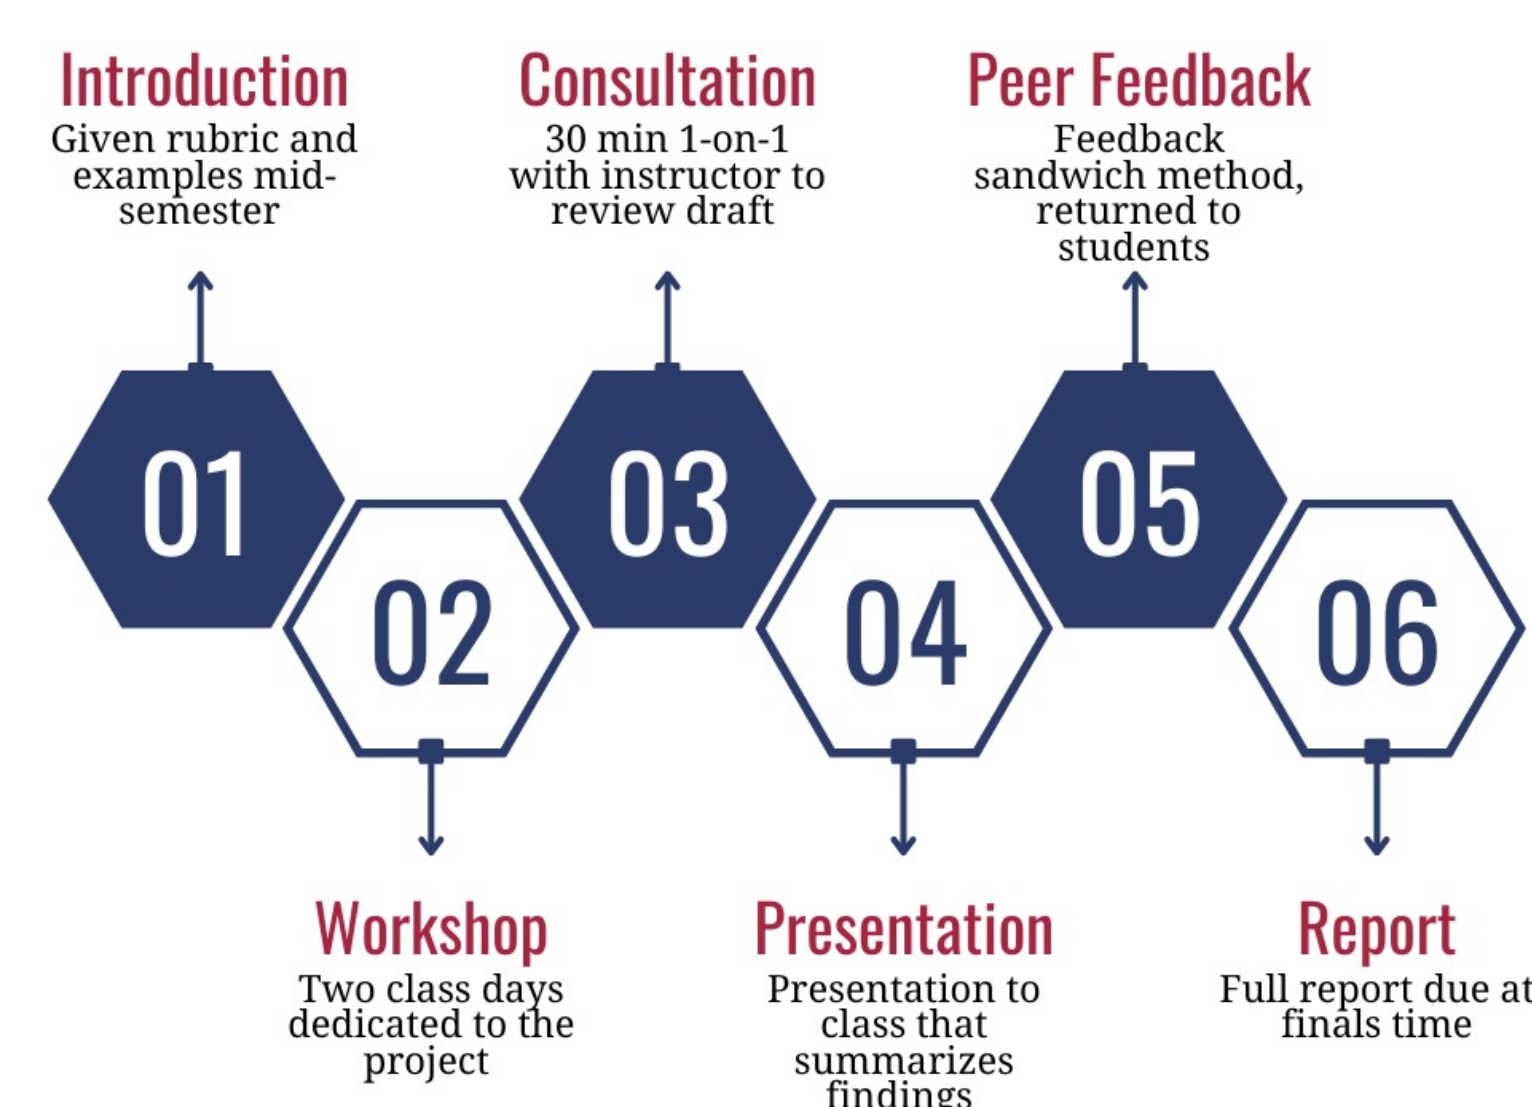 Introduction
Given rubric and
examples mid-
semester
Consultation
30 min 1-on-1
with instructor to
review draft
Peer Feedback
Feedback
sandwich method,
returned to
students
01
02
03
04
05
06
Workshop
Two class days
dedicated to the
project
Presentation
Presentation to
class that
summarizes
findings
Report
Full report due at
finals time